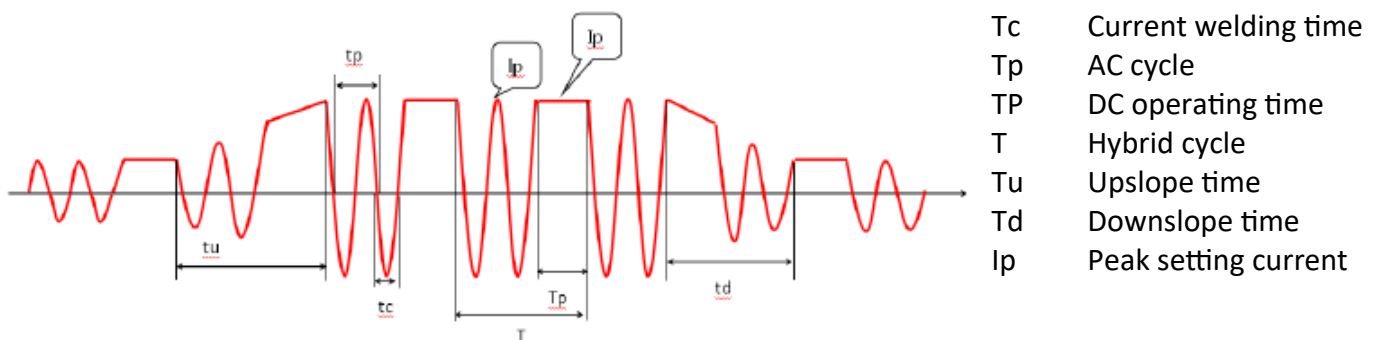 Ip
Ip
tp
tu
tc
Tp
T
td
Tc Current welding time
Tp AC cycle
TP DC operating time
T Hybrid cycle
Tu Upslope time
Td Downslope time
Ip Peak setting current